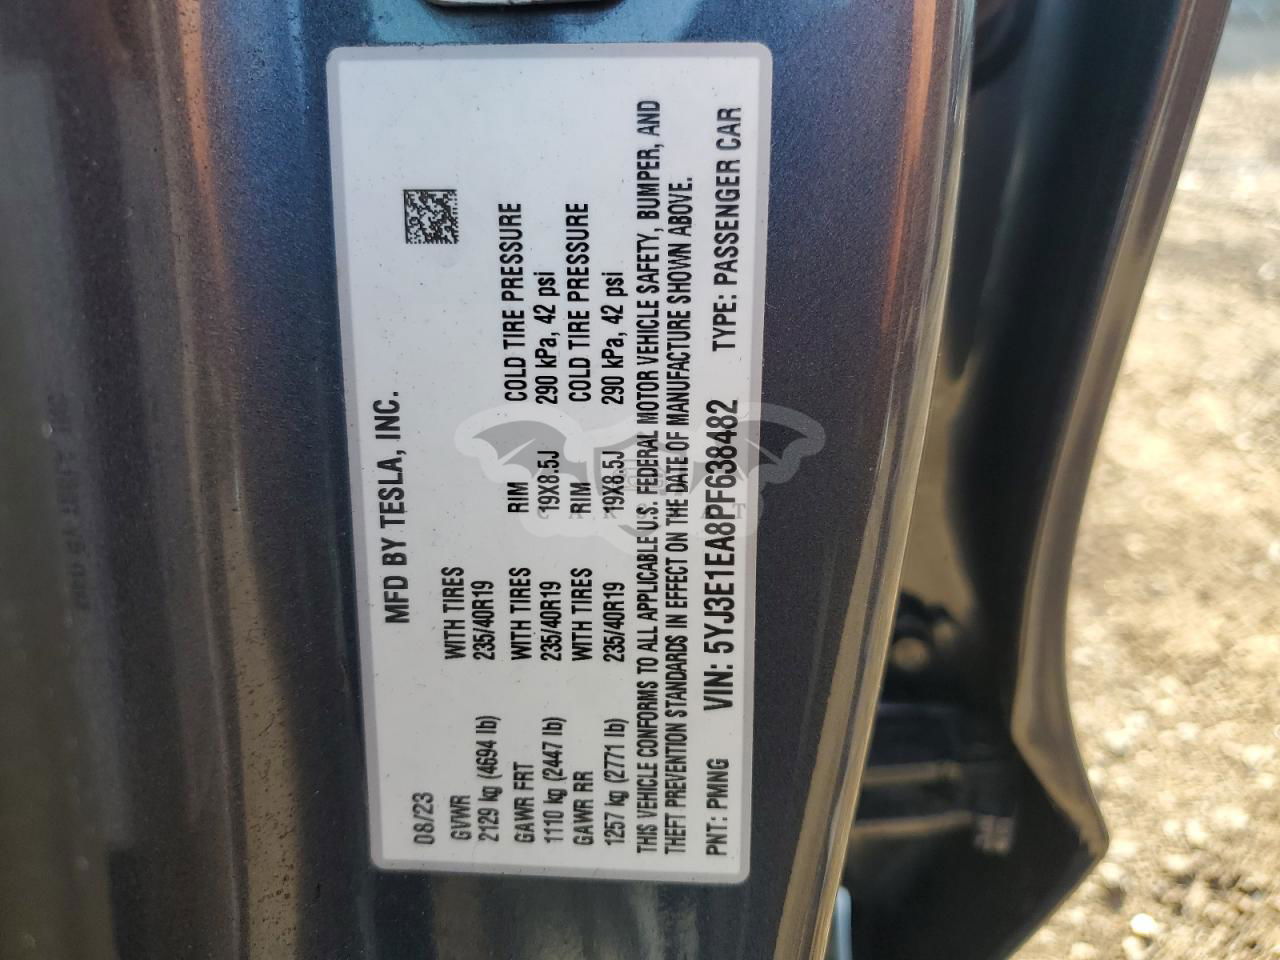 MFD BY TESLA, INC.
08/23
GVWR WITH TIRES
2129 kg (4694 lb) 235/40R19
GAWR FRT WITH TIRES RIM COLD TIRE PRESSURE
1110 kg (2447 lb) 235/40R19 19X8.5J 290 kPa, 42 psi
GAWR RR WITH TIRES RIM COLD TIRE PRESSURE
1257 kg (2771 lb) 235/40R19 19X8.5J 290 kPa, 42 psi
THIS VEHICLE CONFORMS TO ALL APPLICABLE U.S. FEDERAL MOTOR VEHICLE SAFETY, BUMPER, AND
THEFT PREVENTION STANDARDS IN EFFECT ON THE DATE OF MANUFACTURE SHOWN ABOVE.
PNT: PMNG VIN: 5YJ3E1EA8PF638482 TYPE: PASSENGER CAR